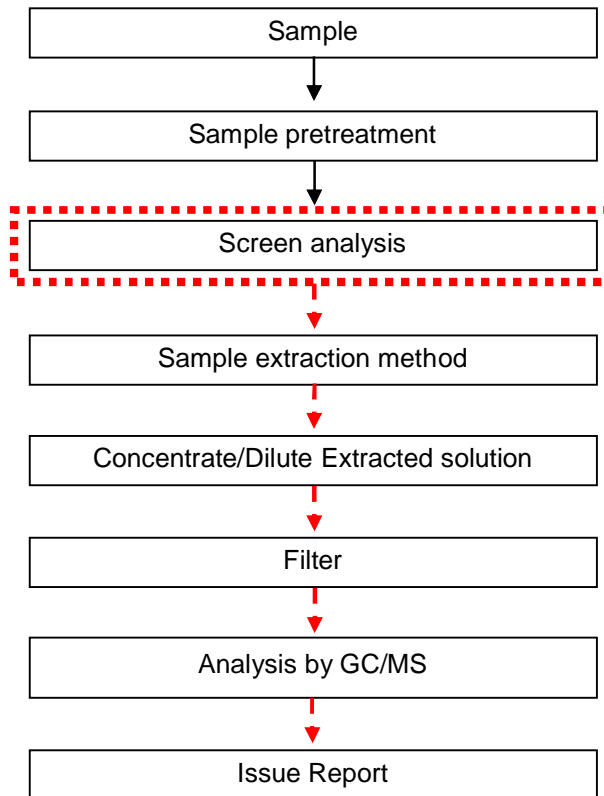 Sample
Sample pretreatment
Screen analysis
Sample extraction method
Concentrate/Dilute Extracted solution
Filter
Analysis by GC/MS
Issue Report